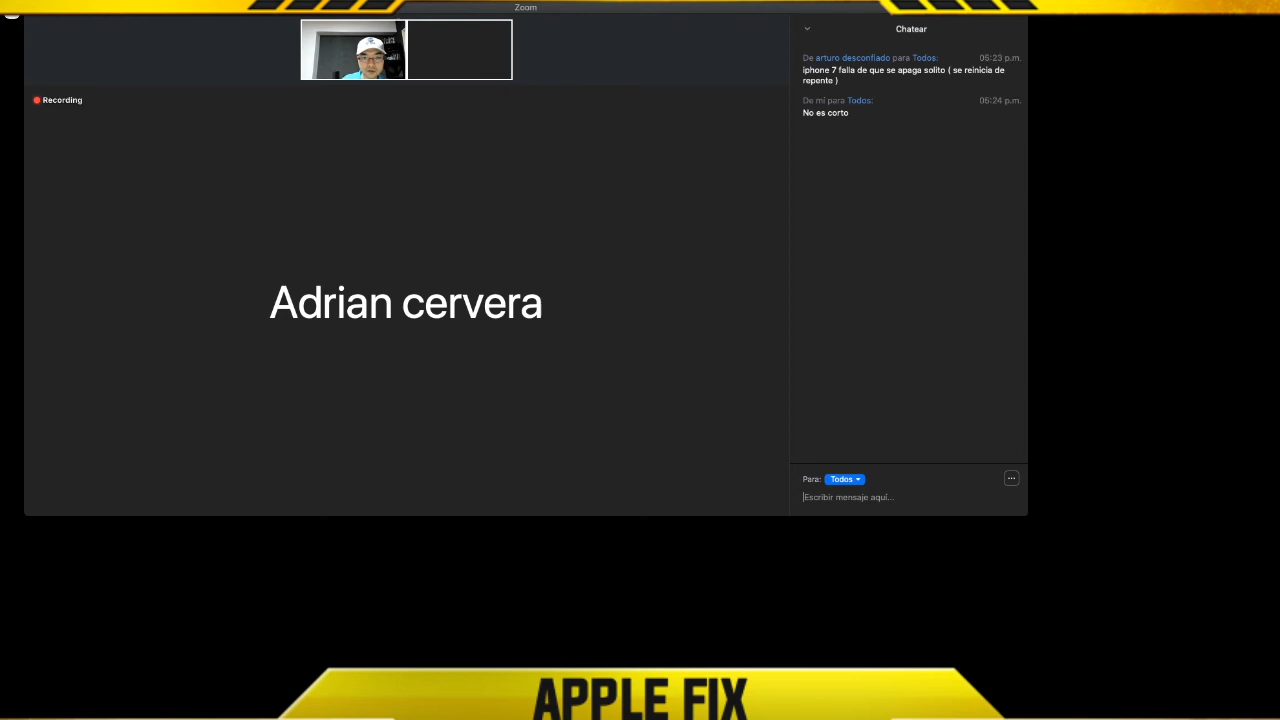 Zoom
Recording
Adrian cervera
Chatear
De arturo desconfiado para Todos: 05:23 p.m.
iphone 7 falla de que se apaga solito ( se reinicia de
repente )
De mí para Todos: 05:24 p.m.
No es corto
Para: Todos
Escribir mensaje aquí...
APPLE FIX